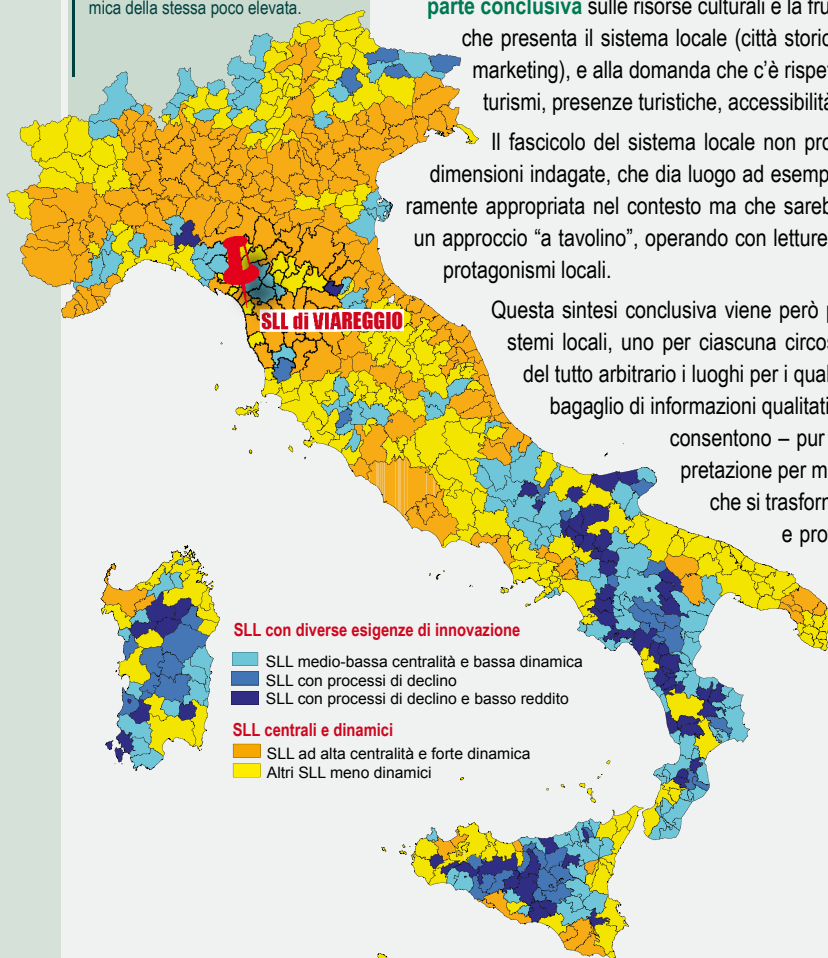 mica della stessa poco elevata.
parte conclusiva sulle risorse culturali e la fru
che presenta il sistema locale (città storic
marketing), e alla domanda che c'è rispe
turismi, presenze turistiche, accessibilità
Il fascicolo del sistema locale non pro
dimensioni indagate, che dia luogo ad esemp
ramente appropriata nel contesto ma che sareb
un approccio “a tavolino”, operando con letture
protagonismi locali.
Questa sintesi conclusiva viene però p
stemi locali, uno per ciascuna circos
del tutto arbitrario i luoghi per i qual
bagaglio di informazioni qualitati
consentono – pur
pretazione per m
che si trasform
e pro
SLL di VIAREGGIO
SLL con diverse esigenze di innovazione
SLL medio-bassa centralità e bassa dinamica
SLL con processi di declino
SLL con processi di declino e basso reddito
SLL centrali e dinamici
SLL ad alta centralità e forte dinamica
Altri SLL meno dinamici